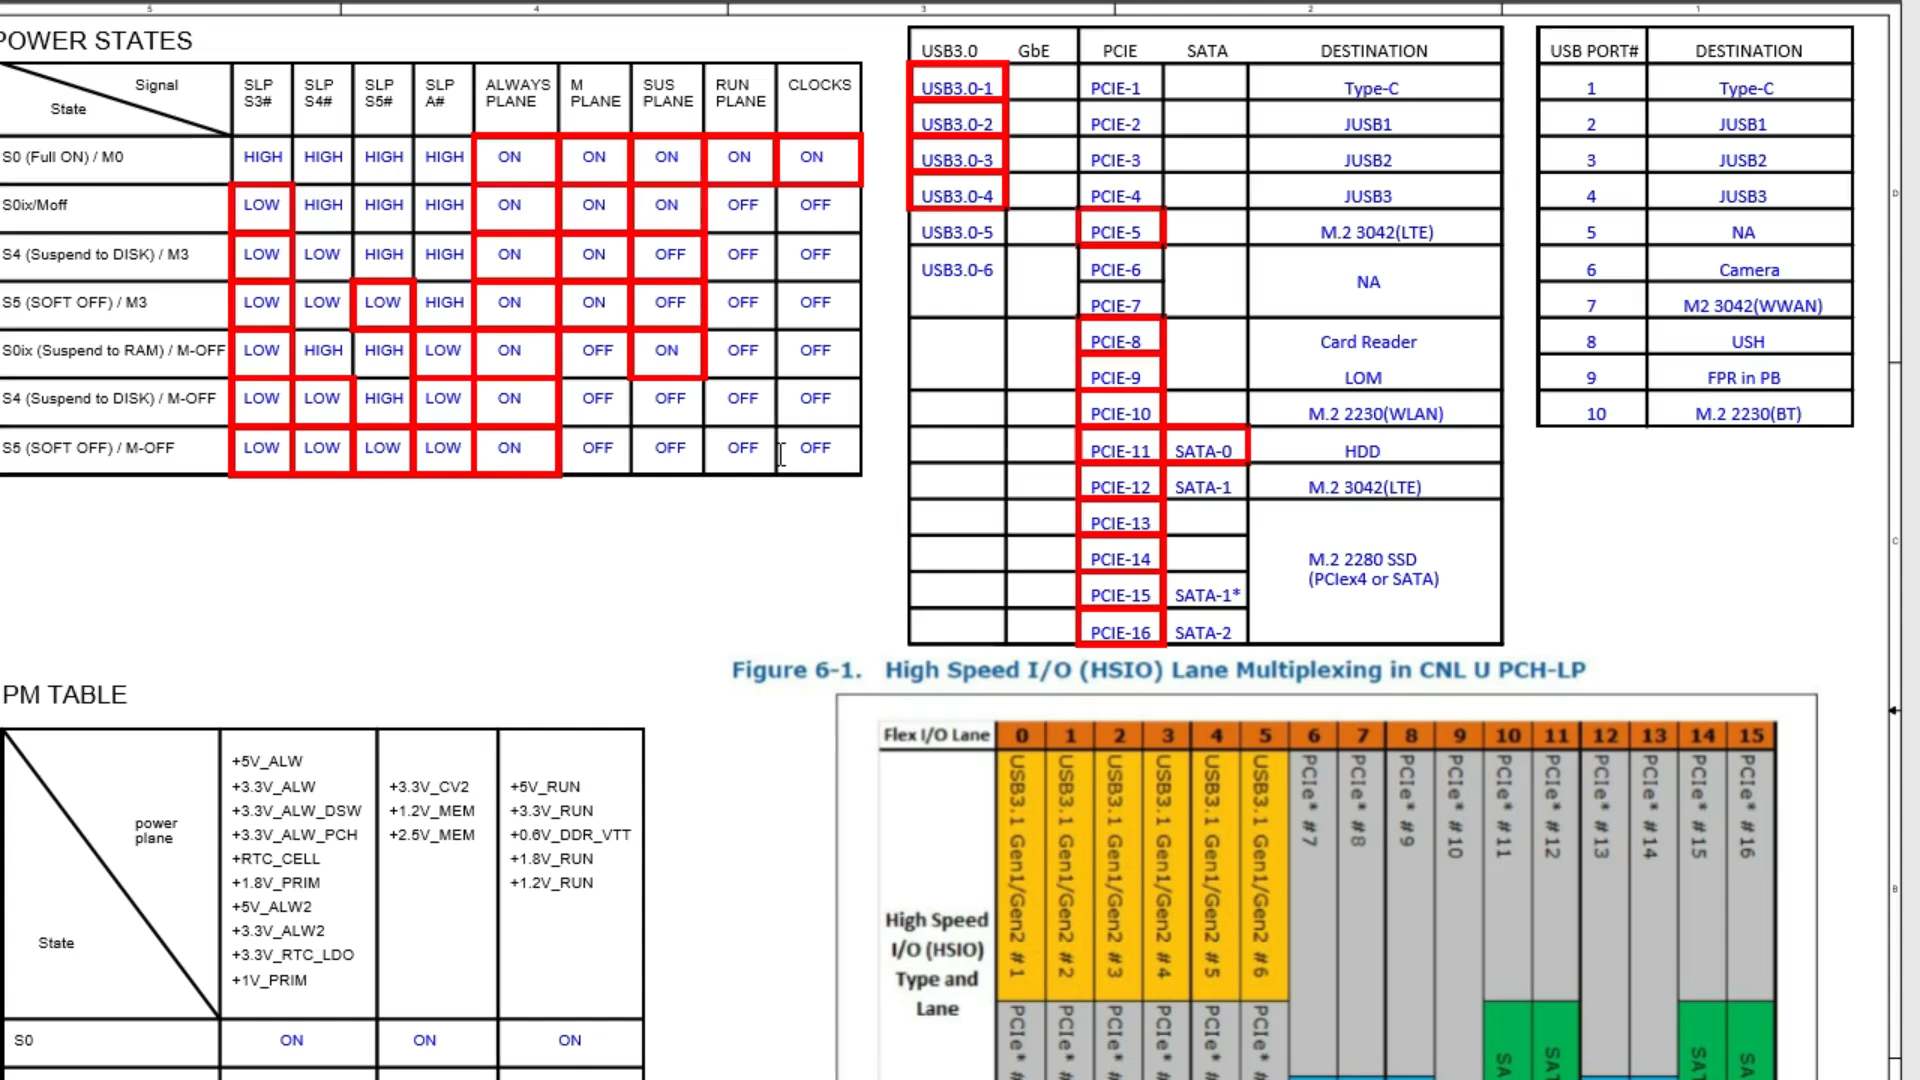 5 4 3 2 1
POWER STATES
Signal
State
SLP S3# SLP S4# SLP S5# SLP A# ALWAYS PLANE M PLANE SUS PLANE RUN PLANE CLOCKS
S0 (Full ON) / M0 HIGH HIGH HIGH HIGH ON ON ON ON ON
S0ix/Moff LOW HIGH HIGH HIGH ON ON ON OFF OFF
S4 (Suspend to DISK) / M3 LOW LOW HIGH HIGH ON ON OFF OFF OFF
S5 (SOFT OFF) / M3 LOW LOW LOW HIGH ON ON OFF OFF OFF
S0ix (Suspend to RAM) / M-OFF LOW HIGH HIGH LOW ON OFF ON OFF OFF
S4 (Suspend to DISK) / M-OFF LOW LOW HIGH LOW ON OFF OFF OFF OFF
S5 (SOFT OFF) / M-OFF LOW LOW LOW LOW ON OFF OFF OFF OFF
USB3.0 GbE PCIE SATA DESTINATION
USB3.0-1 PCIE-1 Type-C
USB3.0-2 PCIE-2 JUSB1
USB3.0-3 PCIE-3 JUSB2
USB3.0-4 PCIE-4 JUSB3
USB3.0-5 PCIE-5 M.2 3042(LTE)
USB3.0-6 PCIE-6
NA
PCIE-7
PCIE-8 Card Reader
PCIE-9 LOM
PCIE-10 M.2 2230(WLAN)
PCIE-11 SATA-0 HDD
PCIE-12 SATA-1 M.2 3042(LTE)
PCIE-13
PCIE-14 M.2 2280 SSD
(PCIex4 or SATA)
PCIE-15 SATA-1*
PCIE-16 SATA-2
USB PORT# DESTINATION
1 Type-C
2 JUSB1
3 JUSB2
4 JUSB3
5 NA
6 Camera
7 M2 3042(WWAN)
8 USH
9 FPR in PB
10 M.2 2230(BT)
D
C
B
PM TABLE
power
plane
State
+5V_ALW
+3.3V_ALW
+3.3V_ALW_DSW
+3.3V_ALW_PCH
+RTC_CELL
+1.8V_PRIM
+5V_ALW2
+3.3V_ALW2
+3.3V_RTC_LDO
+1V_PRIM
+3.3V_CV2
+1.2V_MEM
+2.5V_MEM
+5V_RUN
+3.3V_RUN
+0.6V_DDR_VTT
+1.8V_RUN
+1.2V_RUN
S0 ON ON ON
Figure 6-1. High Speed I/O (HSIO) Lane Multiplexing in CNL U PCH-LP
Flex I/O Lane 0 1 2 3 4 5 6 7 8 9 10 11 12 13 14 15
High Speed
I/O (HSIO)
Type and
Lane
USB3.1 Gen1/Gen2 #1
USB3.1 Gen1/Gen2 #2
USB3.1 Gen1/Gen2 #3
USB3.1 Gen1/Gen2 #4
USB3.1 Gen1/Gen2 #5
USB3.1 Gen1/Gen2 #6
PCIe* #7
PCIe* #8
PCIe* #9
PCIe* #10
PCIe* #11
PCIe* #12
PCIe* #13
PCIe* #14
PCIe* #15
PCIe* #16
PCIe* #
PCIe* #
PCIe* #
PCIe* #
PCIe* #
PCIe* #
SA
SAT
SAT
SA